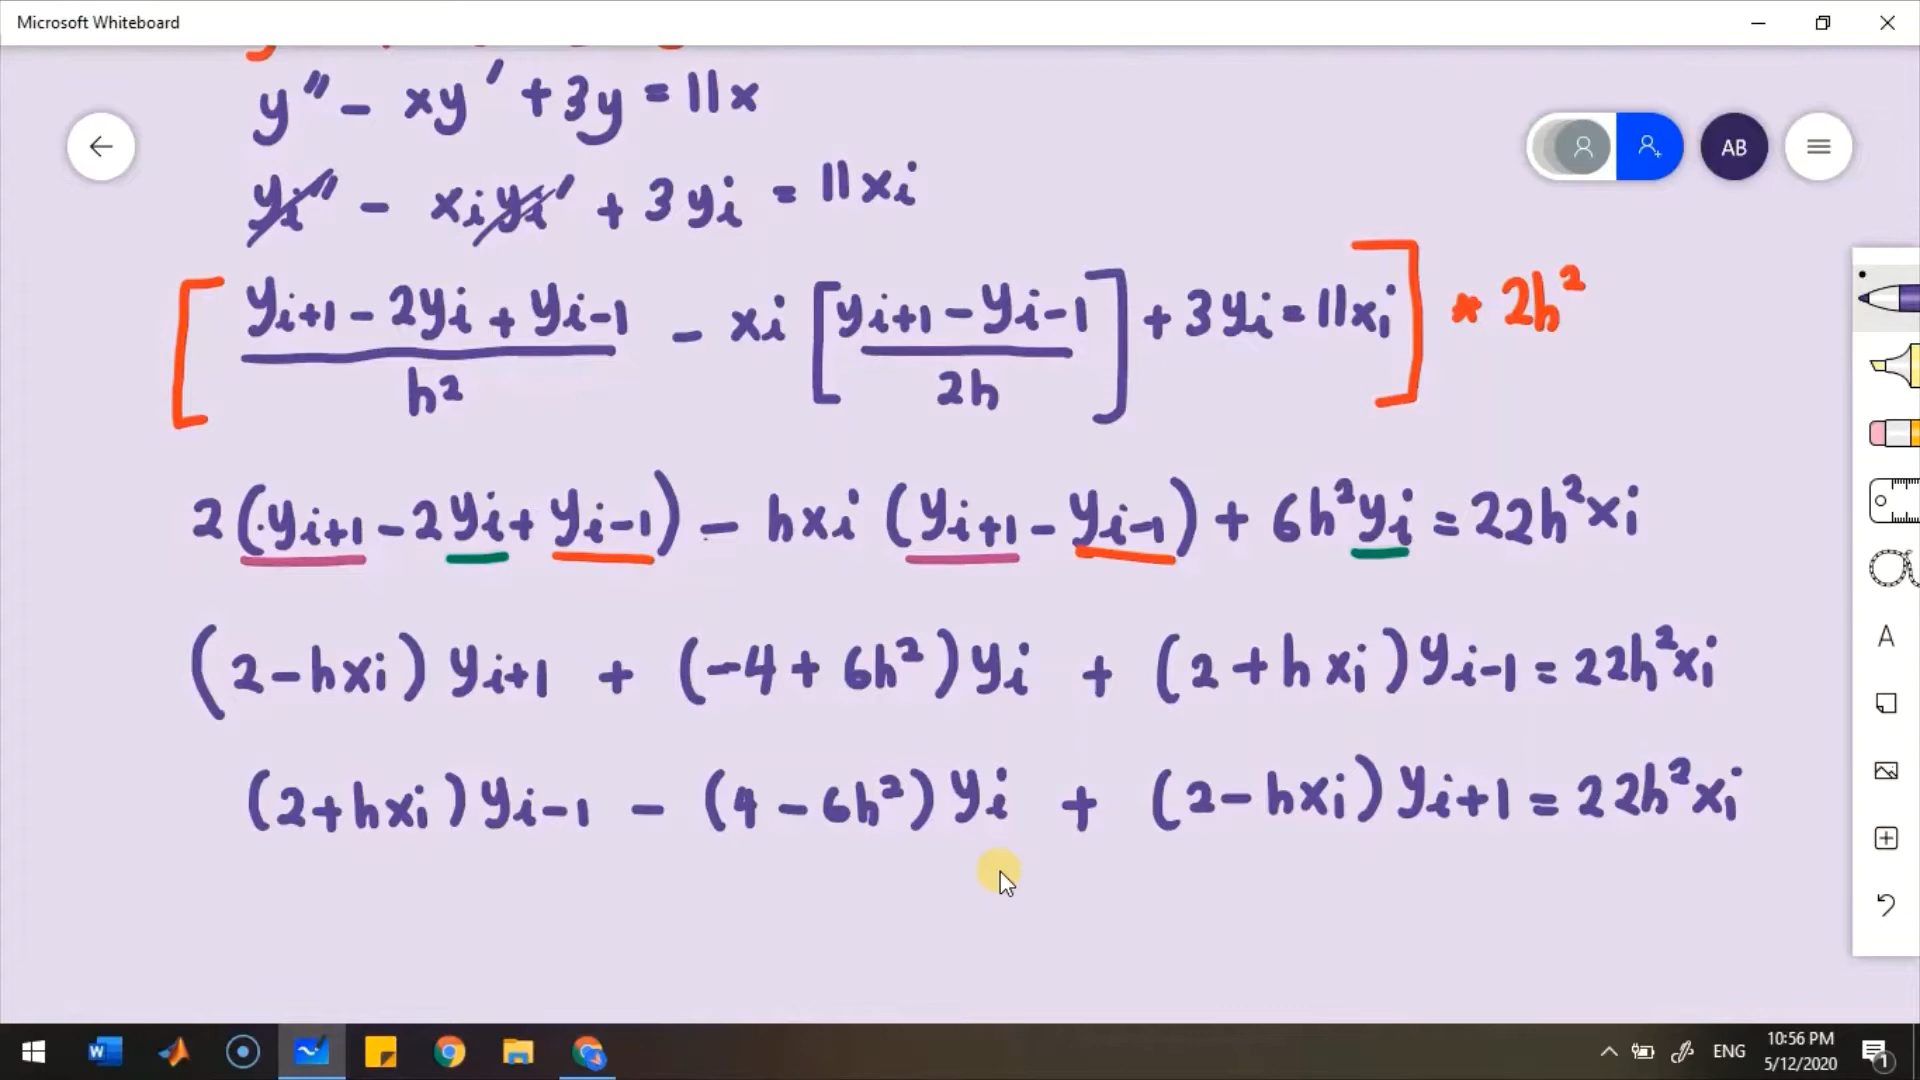 Microsoft Whiteboard
y" - xy' + 3y = 11x
yi" - xiyi' + 3yi = 11xi
[ yi+1 - 2yi + yi-1 / h² - xi [ yi+1 - yi-1 / 2h ] + 3yi = 11xi ] * 2h²
2(yi+1 - 2yi + yi-1) - hxi (yi+1 - yi-1) + 6h²yi = 22h²xi
(2-hxi) yi+1 + (-4 + 6h²) yi + (2 + hxi) yi-1 = 22h²xi
(2+hxi) yi-1 - (4 - 6h²) yi + (2 - hxi) yi+1 = 22h²xi
AB
A
ENG
10:56 PM
5/12/2020
1